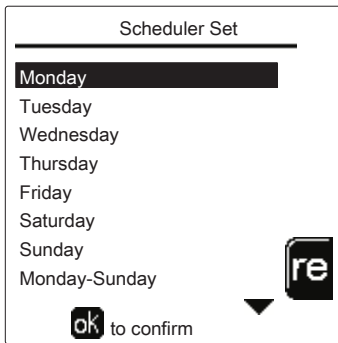 Scheduler Set
Monday
Tuesday
Wednesday
Thursday
Friday
Saturday
Sunday
Monday-Sunday
re
ok to confirm